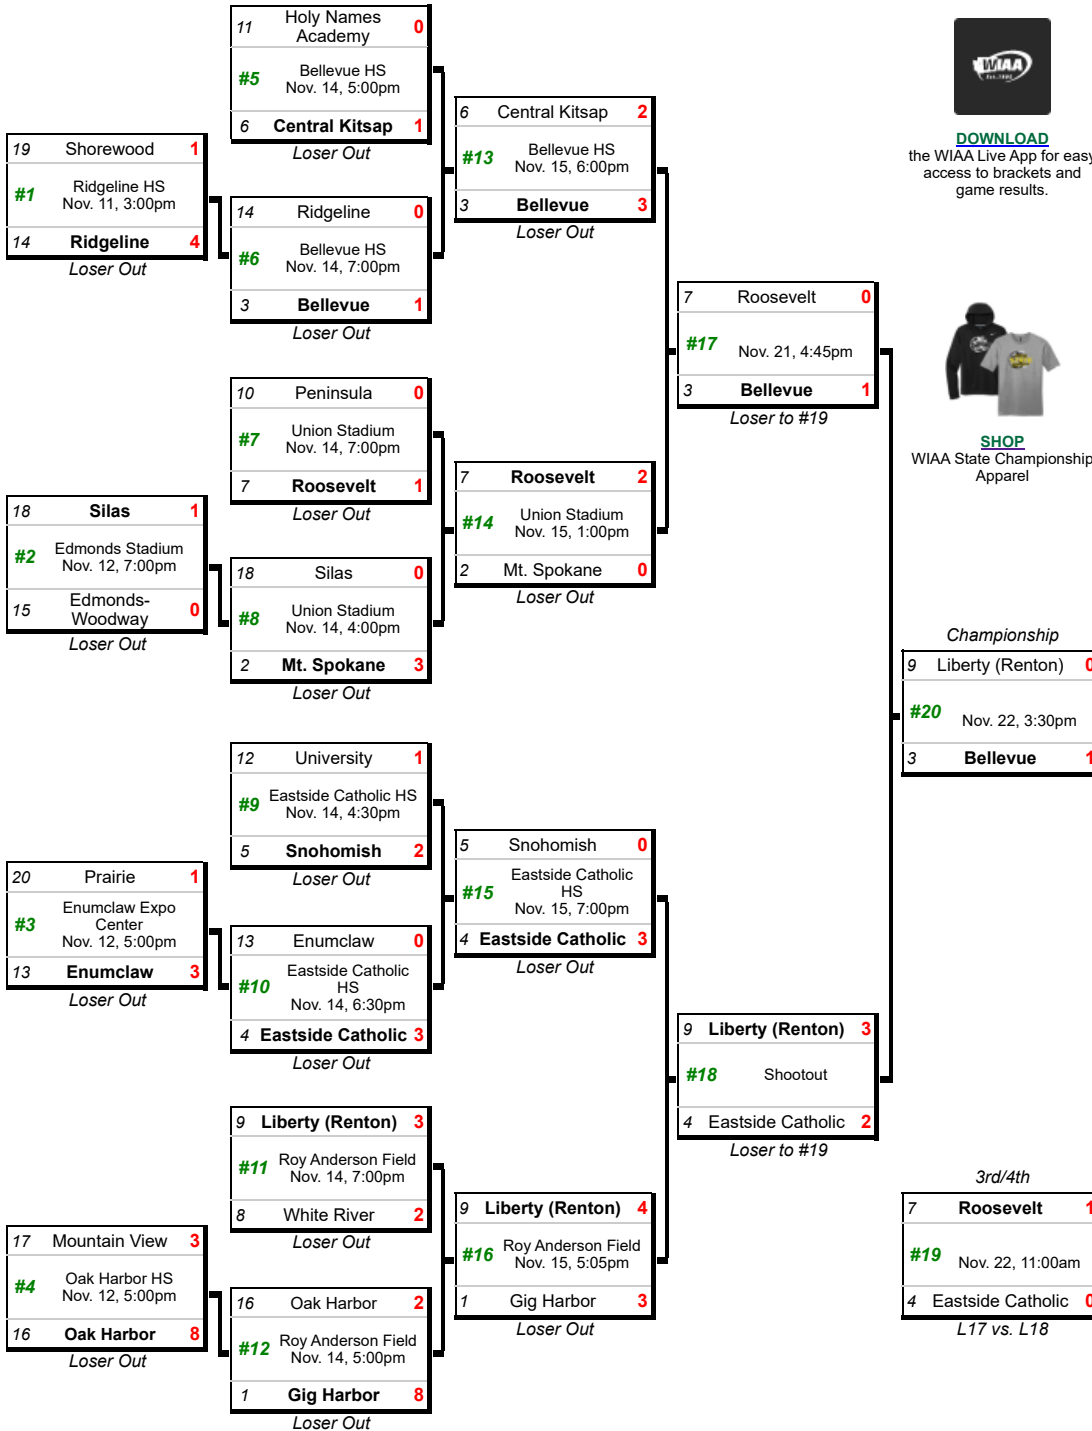 19 Shorewood 1
#1 Ridgeline HS
Nov. 11, 3:00pm
14 Ridgeline 4
Loser Out
18 Silas 1
#2 Edmonds Stadium
Nov. 12, 7:00pm
15 Edmonds-
Woodway 0
Loser Out
20 Prairie 1
#3 Enumclaw Expo
Center
Nov. 12, 5:00pm
13 Enumclaw 3
Loser Out
17 Mountain View 3
#4 Oak Harbor HS
Nov. 12, 5:00pm
16 Oak Harbor 8
Loser Out
11 Holy Names
Academy 0
#5 Bellevue HS
Nov. 14, 5:00pm
6 Central Kitsap 1
Loser Out
14 Ridgeline 0
#6 Bellevue HS
Nov. 14, 7:00pm
3 Bellevue 1
Loser Out
10 Peninsula 0
#7 Union Stadium
Nov. 14, 7:00pm
7 Roosevelt 1
Loser Out
18 Silas 0
#8 Union Stadium
Nov. 14, 4:00pm
2 Mt. Spokane 3
Loser Out
12 University 1
#9 Eastside Catholic HS
Nov. 14, 4:30pm
5 Snohomish 2
Loser Out
13 Enumclaw 0
#10 Eastside Catholic
HS
Nov. 14, 6:30pm
4 Eastside Catholic 3
Loser Out
9 Liberty (Renton) 3
#11 Roy Anderson Field
Nov. 14, 7:00pm
8 White River 2
Loser Out
16 Oak Harbor 2
#12 Roy Anderson Field
Nov. 14, 5:00pm
1 Gig Harbor 8
Loser Out
6 Central Kitsap 2
#13 Bellevue HS
Nov. 15, 6:00pm
3 Bellevue 3
Loser Out
7 Roosevelt 2
#14 Union Stadium
Nov. 15, 1:00pm
2 Mt. Spokane 0
Loser Out
5 Snohomish 0
#15 Eastside Catholic
HS
Nov. 15, 7:00pm
4 Eastside Catholic 3
Loser Out
9 Liberty (Renton) 4
#16 Roy Anderson Field
Nov. 15, 5:05pm
1 Gig Harbor 3
Loser Out
7 Roosevelt 0
#17 Nov. 21, 4:45pm
3 Bellevue 1
Loser to #19
9 Liberty (Renton) 3
#18 Shootout
4 Eastside Catholic 2
Loser to #19
WIAA
DOWNLOAD
the WIAA Live App for easy
access to brackets and
game results.
SHOP
WIAA State Championship
Apparel
Championship
9 Liberty (Renton) 0
#20 Nov. 22, 3:30pm
3 Bellevue 1
3rd/4th
7 Roosevelt 1
#19 Nov. 22, 11:00am
4 Eastside Catholic 0
L17 vs. L18